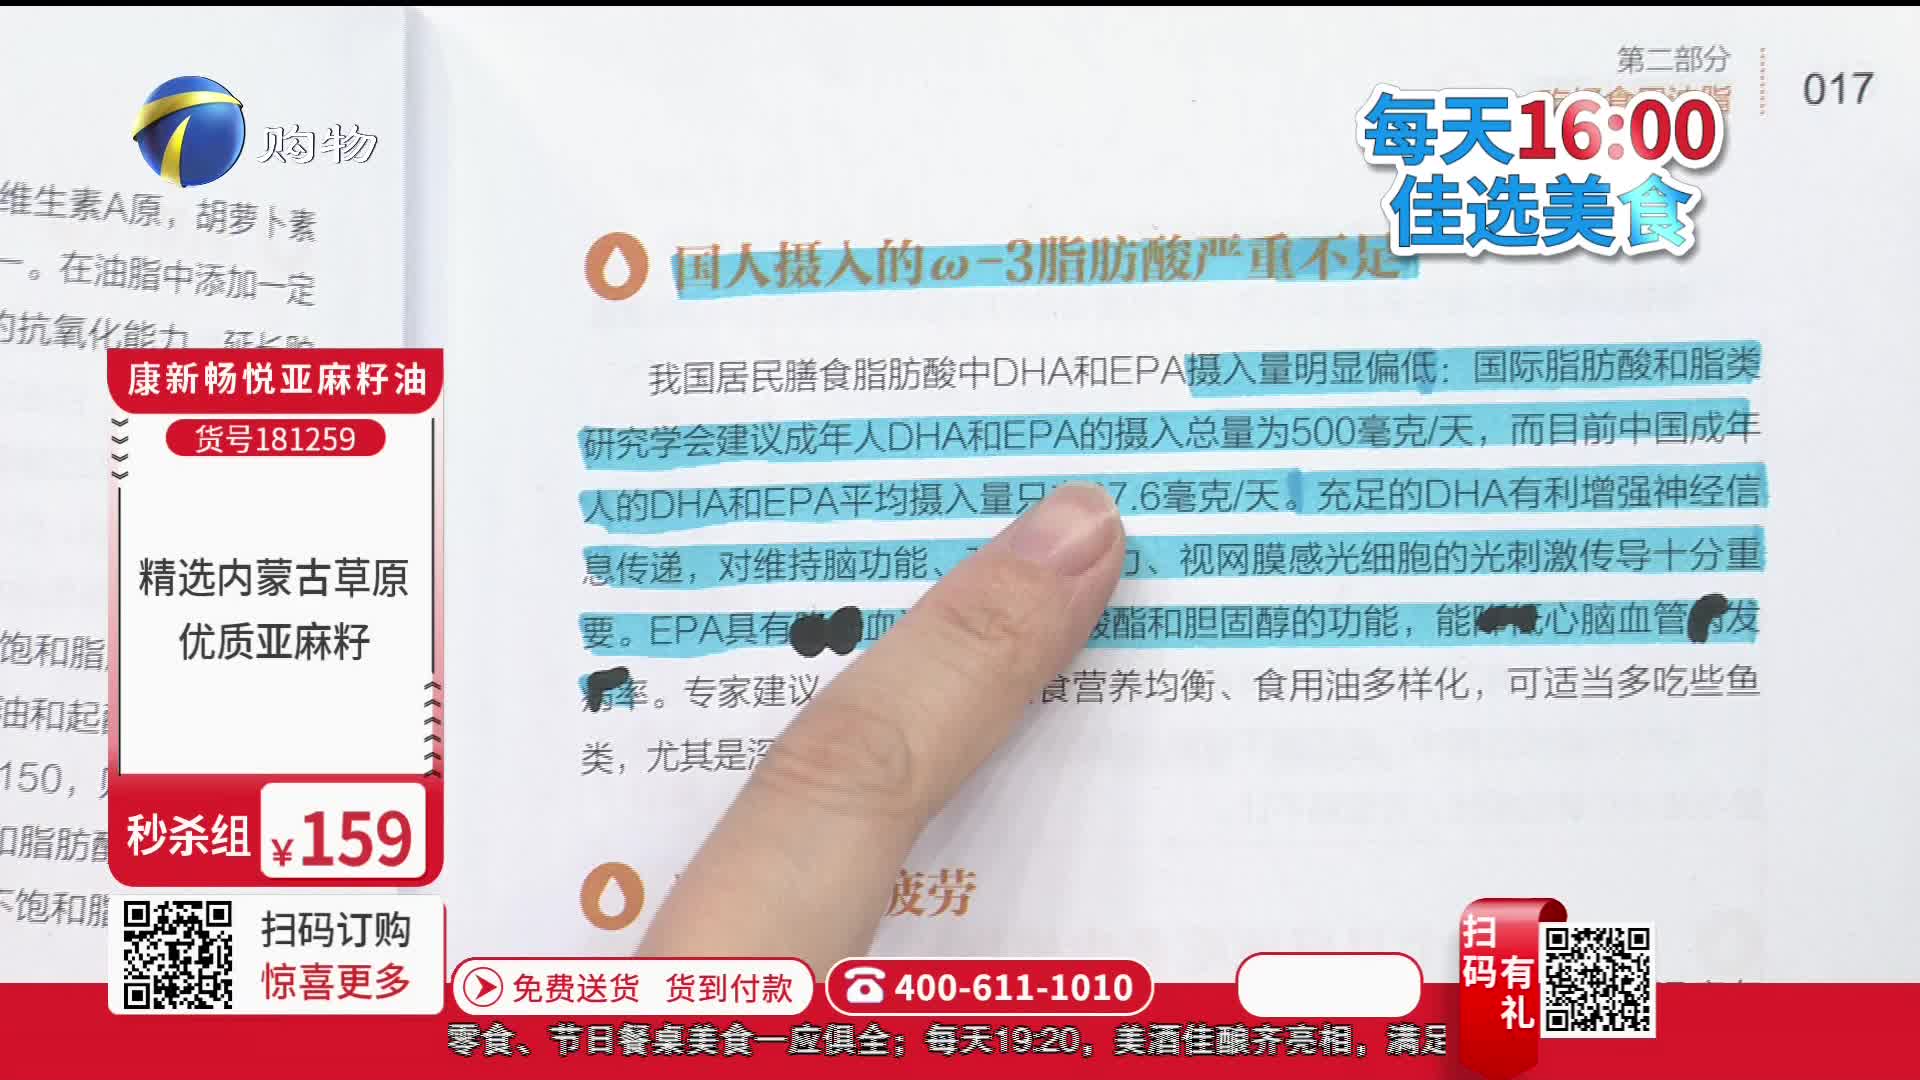 第二部分
017
购物
每天16:00
佳选美食
维生素A原，胡萝卜素
一。在油脂中添加一定
的抗氧化能力
国人摄入的ω-3脂肪酸严重不足
我国居民膳食脂肪酸中DHA和EPA摄入量明显偏低：国际脂肪酸和脂类
研究学会建议成年人DHA和EPA的摄入总量为500毫克/天，而目前中国成年
人的DHA和EPA平均摄入量只 7.6毫克/天。充足的DHA有利增强神经信
息传递，对维持脑功能、 、视网膜感光细胞的光刺激传导十分重
要。EPA具有 血 酸酯和胆固醇的功能，能 心脑血管 发
率。专家建议 食营养均衡、食用油多样化，可适当多吃些鱼
类，尤其是深
疲劳
饱和脂
油和起
150，
和脂肪酸
不饱和脂
康新畅悦亚麻籽油
货号181259
精选内蒙古草原
优质亚麻籽
秒杀组 ¥159
扫码订购
惊喜更多
免费送货 货到付款
400-611-1010
扫码有礼
零食、节日餐桌美食一应俱全；每天19:20，美酒佳酿齐亮相，满足